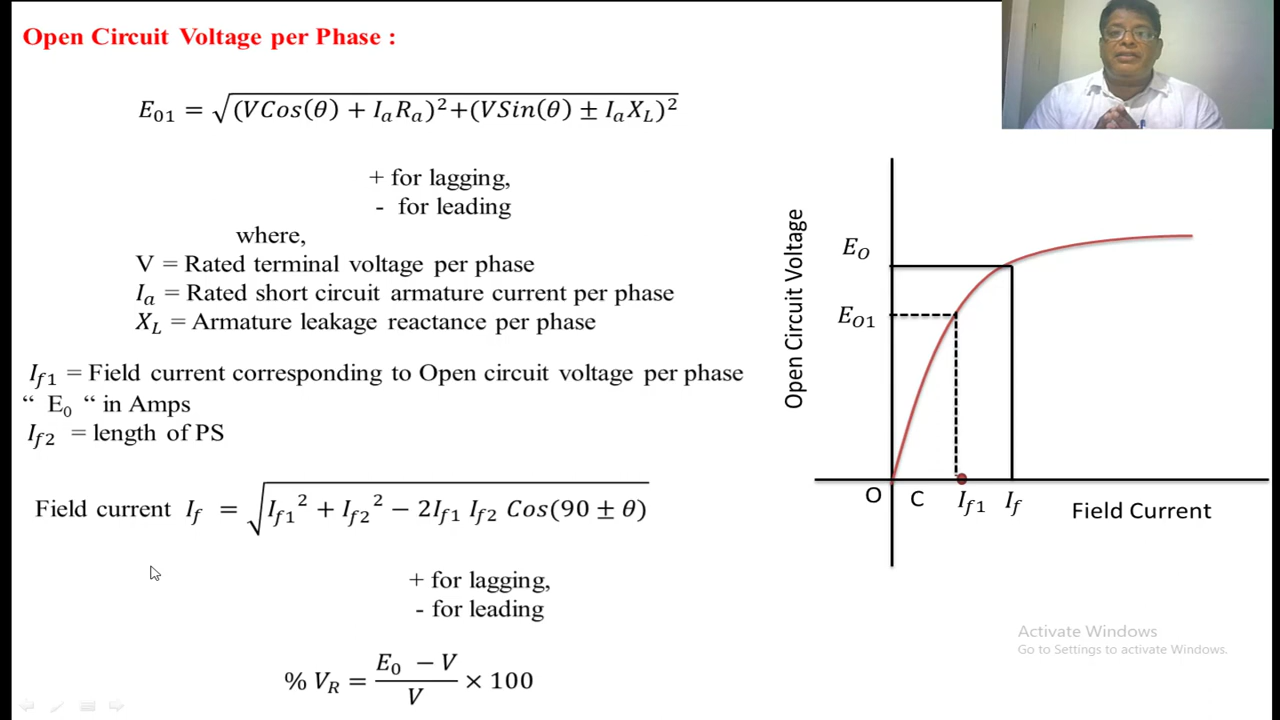 Open Circuit Voltage per Phase :
E₀₁ = √(VCos(θ) + IₐRₐ)²+(VSin(θ) ± IₐX_L)²
+ for lagging,
- for leading
where,
V = Rated terminal voltage per phase
Iₐ = Rated short circuit armature current per phase
X_L = Armature leakage reactance per phase
I_f1 = Field current corresponding to Open circuit voltage per phase
“ E₀ “ in Amps
I_f2 = length of PS
Field current I_f = √I_f1² + I_f2² − 2I_f1 I_f2 Cos(90 ± θ)
+ for lagging,
- for leading
% V_R = (E₀ − V)/V × 100
Open Circuit Voltage
E_O
E_O1
O C I_f1 I_f Field Current
Activate Windows
Go to Settings to activate Windows.